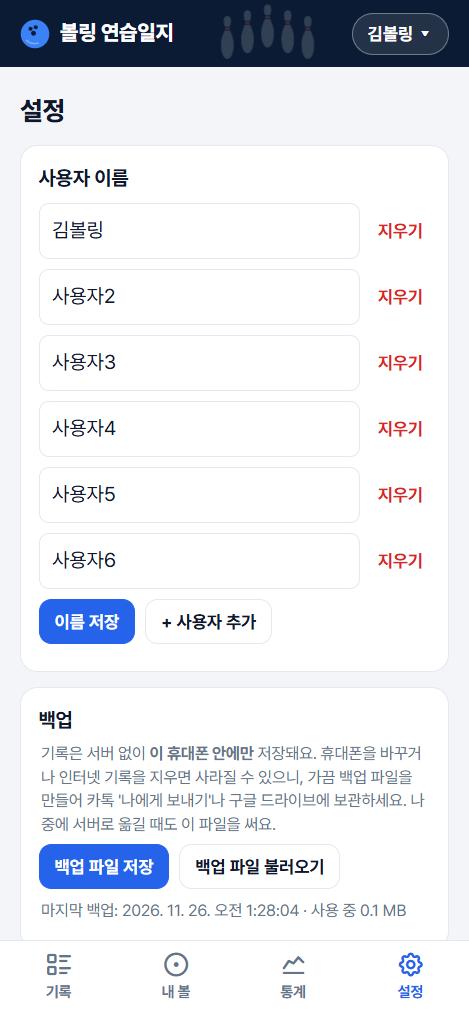 볼링 연습일지
김볼링
설정
사용자 이름
김볼링
지우기
사용자2
지우기
사용자3
지우기
사용자4
지우기
사용자5
지우기
사용자6
지우기
이름 저장
+ 사용자 추가
백업
기록은 서버 없이 이 휴대폰 안에만 저장돼요. 휴대폰을 바꾸거
나 인터넷 기록을 지우면 사라질 수 있으니, 가끔 백업 파일을
만들어 카톡 '나에게 보내기'나 구글 드라이브에 보관하세요. 나
중에 서버로 옮길 때도 이 파일을 써요.
백업 파일 저장
백업 파일 불러오기
마지막 백업: 2026. 11. 26. 오전 1:28:04 · 사용 중 0.1 MB
기록
내 볼
통계
설정